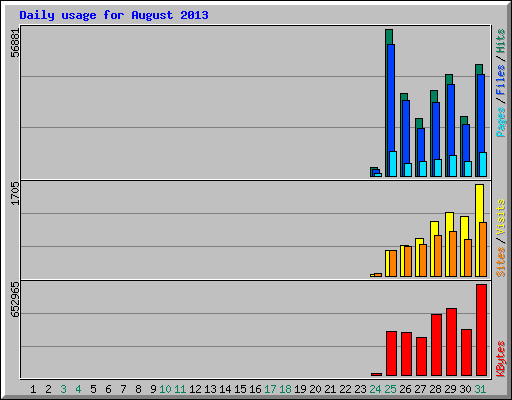 Daily usage for August 2013
56881
Pages/Files/Hits
1705
Sites/Visits
652965
KBytes
1 2 3 4 5 6 7 8 9 10 11 12 13 14 15 16 17 18 19 20 21 22 23 24 25 26 27 28 29 30 31